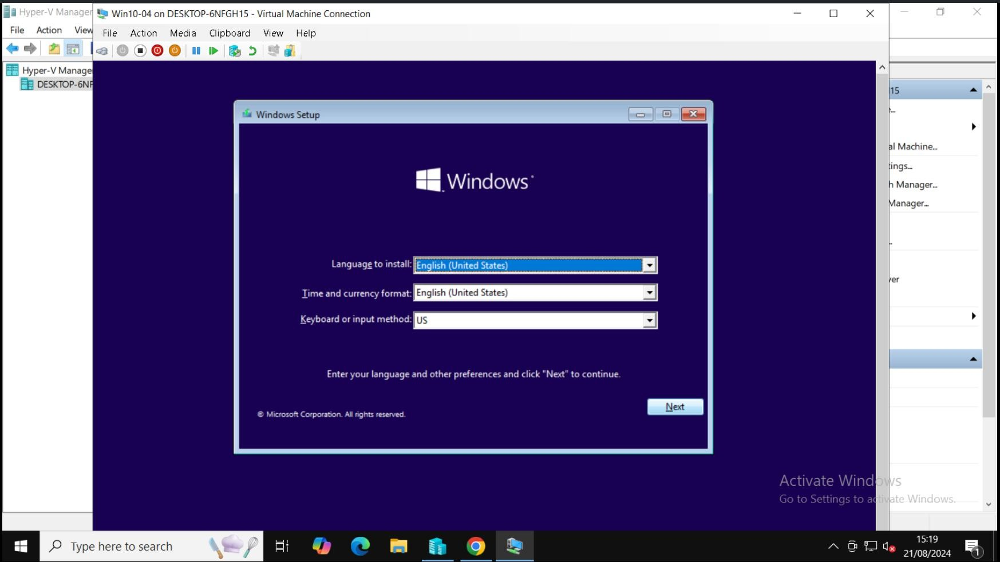 Hyper-V Manager
Win10-04 on DESKTOP-6NFGH15 - Virtual Machine Connection
File Action View
File Action Media Clipboard View Help
Hyper-V Manage
DESKTOP-6NF
Windows Setup
Windows
Language to install: English (United States)
Time and currency format: English (United States)
Keyboard or input method: US
Enter your language and other preferences and click "Next" to continue.
Next
© Microsoft Corporation. All rights reserved.
15
e...
al Machine...
tings...
h Manager...
Manager...
ver
Activate Windows
Go to Settings to activate Windows.
Type here to search
15:19
21/08/2024
1